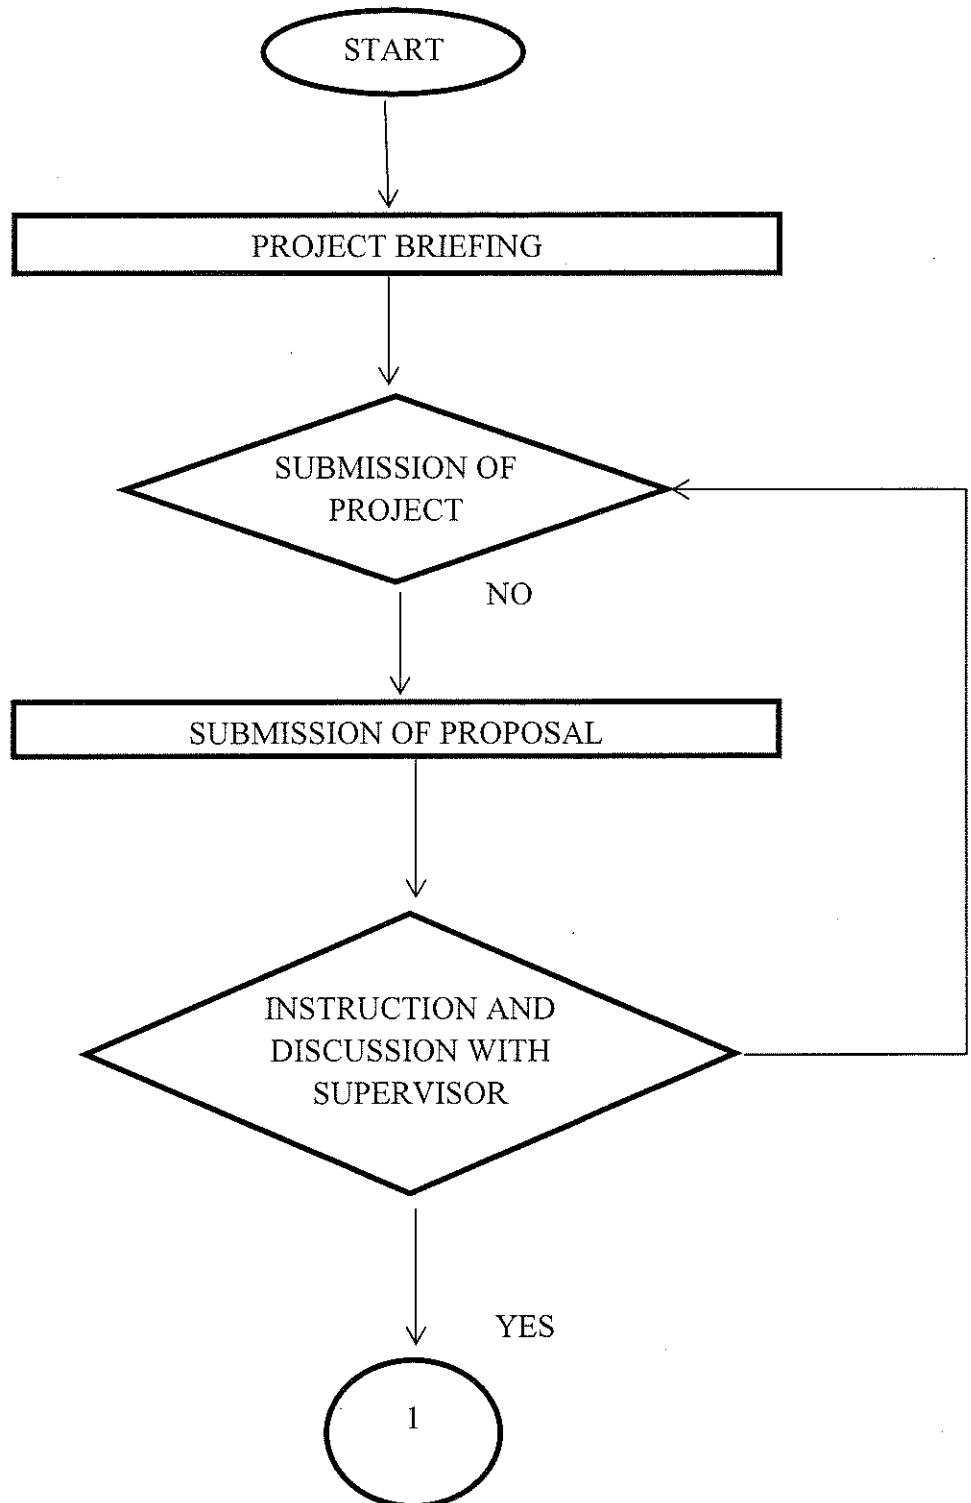 START
PROJECT BRIEFING
SUBMISSION OF
PROJECT
NO
SUBMISSION OF PROPOSAL
INSTRUCTION AND
DISCUSSION WITH
SUPERVISOR
YES
1